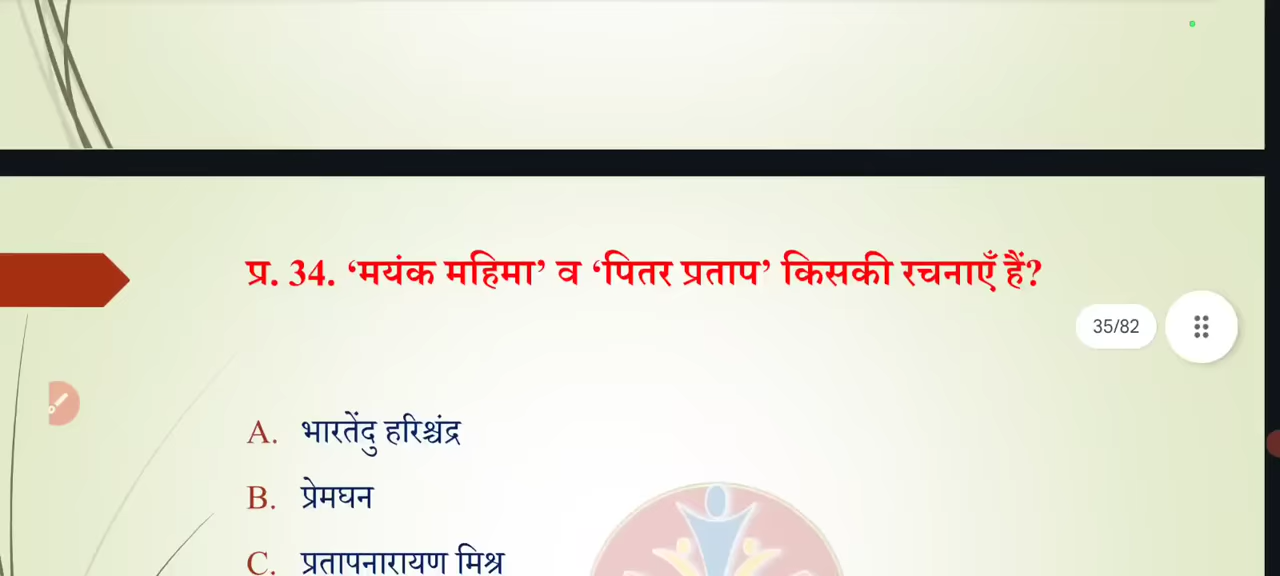 प्र. 34. ‘मयंक महिमा’ व ‘पितर प्रताप’ किसकी रचनाएँ हैं?
35/82
A. भारतेंदु हरिश्चंद्र
B. प्रेमघन
C. प्रतापनारायण मिश्र